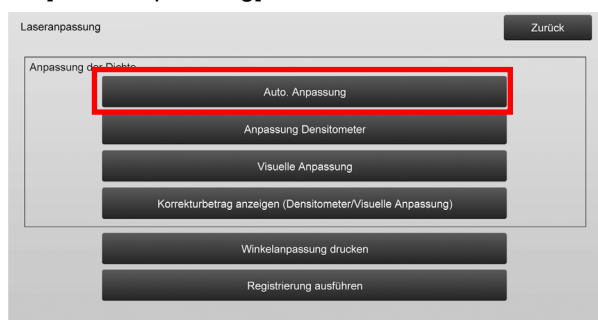 Laseranpassung
Zurück
Anpassung der Dichte
Auto. Anpassung
Anpassung Densitometer
Visuelle Anpassung
Korrekturbetrag anzeigen (Densitometer/Visuelle Anpassung)
Winkelanpassung drucken
Registrierung ausführen